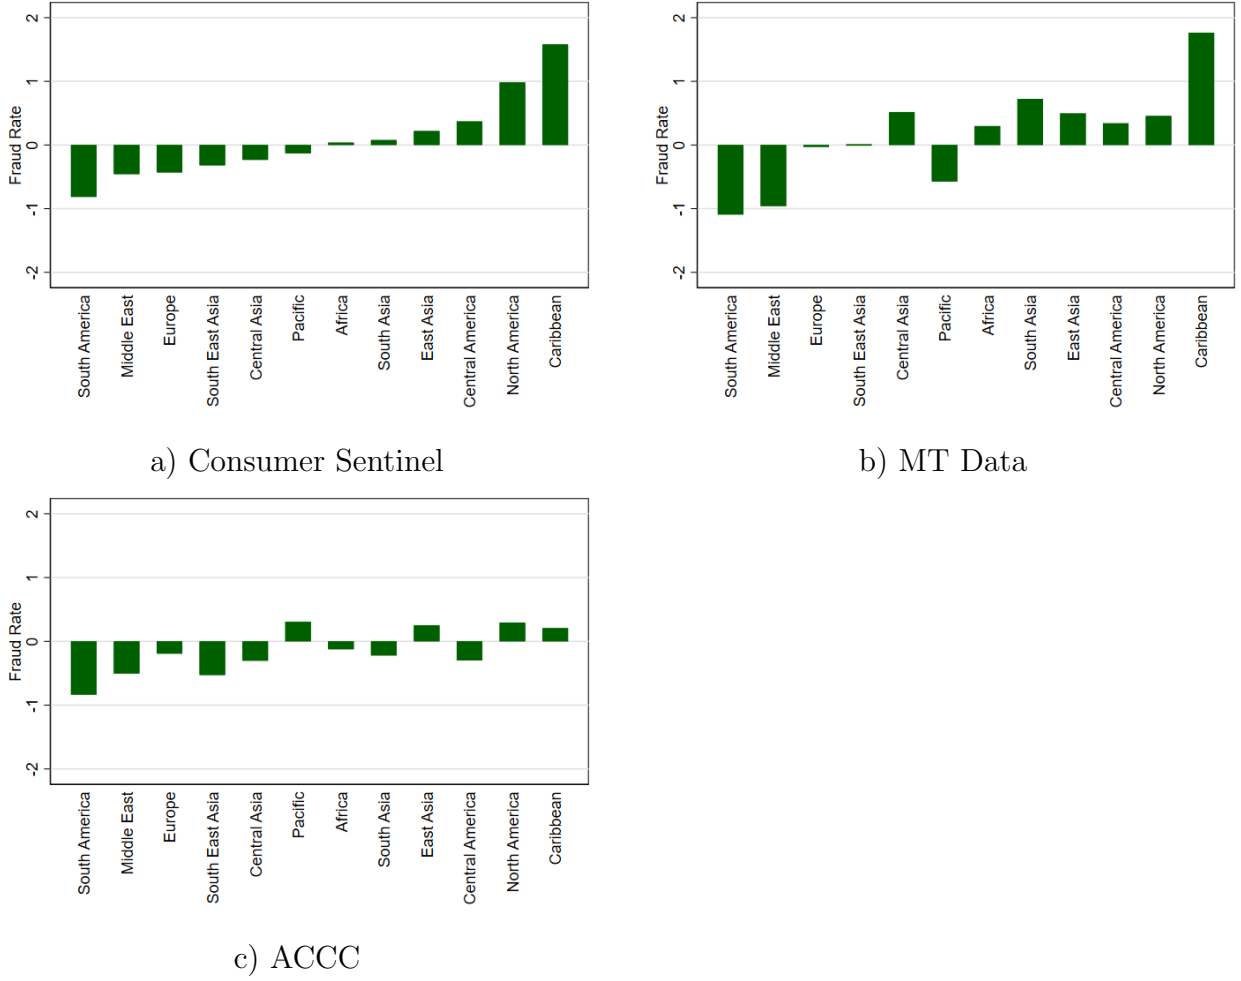 Fraud Rate
2
1
0
-1
-2
South America
Middle East
Europe
South East Asia
Central Asia
Pacific
Africa
South Asia
East Asia
Central America
North America
Caribbean
a) Consumer Sentinel
Fraud Rate
2
1
0
-1
-2
South America
Middle East
Europe
South East Asia
Central Asia
Pacific
Africa
South Asia
East Asia
Central America
North America
Caribbean
b) MT Data
Fraud Rate
2
1
0
-1
-2
South America
Middle East
Europe
South East Asia
Central Asia
Pacific
Africa
South Asia
East Asia
Central America
North America
Caribbean
c) ACCC